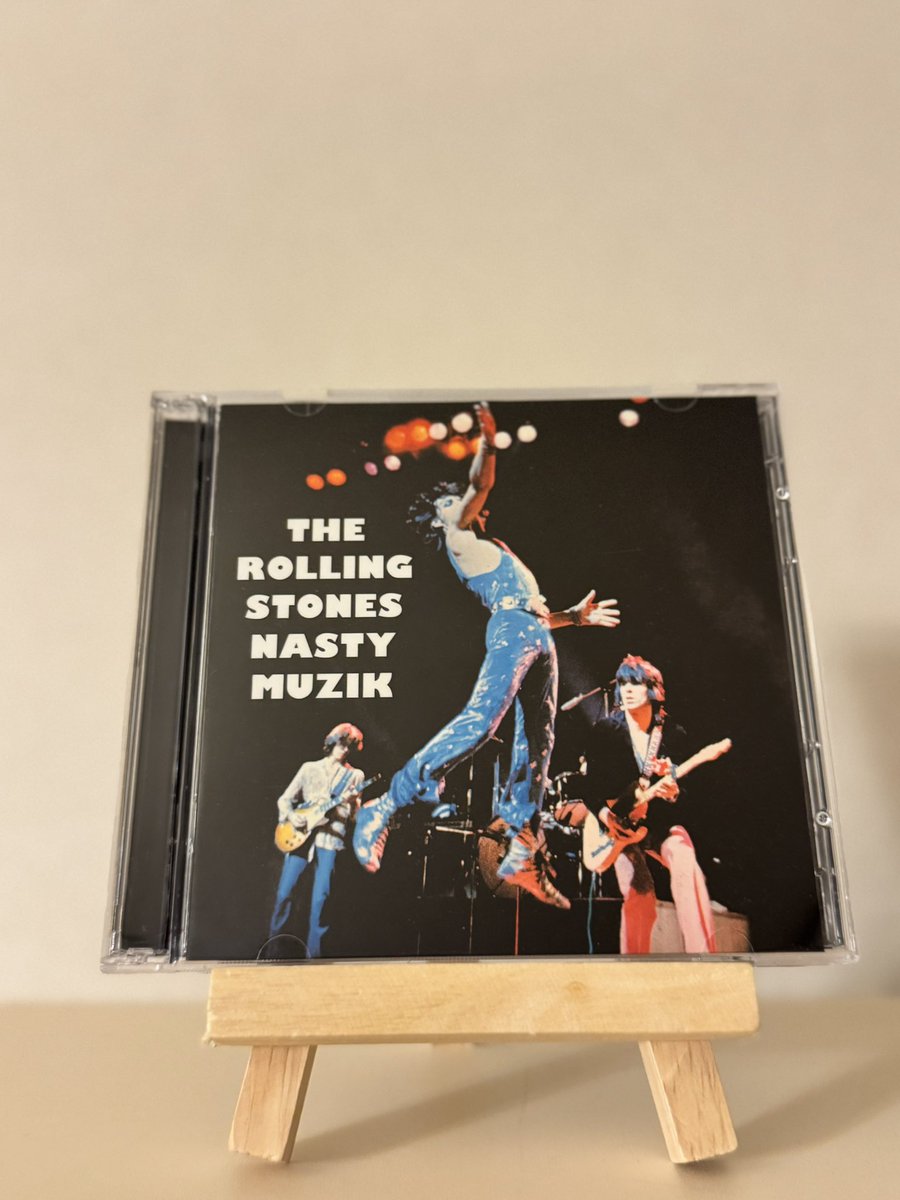 THE
ROLLING
STONES
NASTY
MUZIK